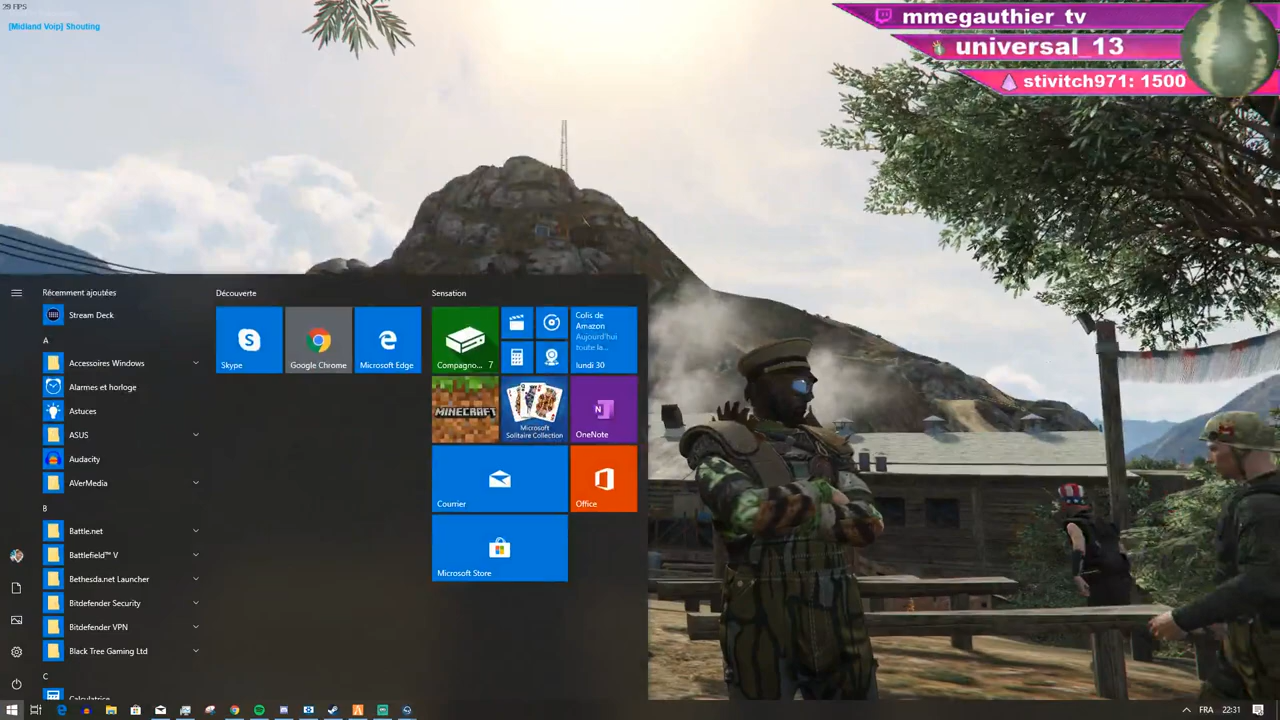 29 FPS
[Midland Voip] Shouting
mmegauthier_tv
universal_13
stivitch971: 1500
Récemment ajoutées
Stream Deck
A
Accessoires Windows
Alarmes et horloge
Astuces
ASUS
Audacity
AVerMedia
B
Battle.net
Battlefield™ V
Bethesda.net Launcher
Bitdefender Security
Bitdefender VPN
Black Tree Gaming Ltd
C
Calculatrice
Découverte
Skype
Google Chrome
Microsoft Edge
Sensation
Compagno... 7
Colis de
Amazon
Aujourd'hui
toute la...
lundi 30
MINECRAFT
Microsoft
Solitaire Collection
OneNote
Courrier
Office
Microsoft Store
FRA
22:31